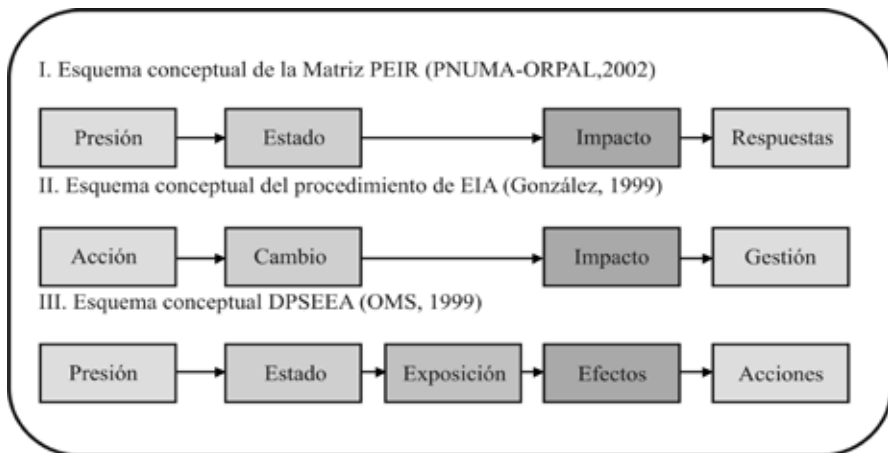 I. Esquema conceptual de la Matriz PEIR (PNUMA-ORPAL,2002)
Presión Estado Impacto Respuestas
II. Esquema conceptual del procedimiento de EIA (González, 1999)
Acción Cambio Impacto Gestión
III. Esquema conceptual DPSEEA (OMS, 1999)
Presión Estado Exposición Efectos Acciones